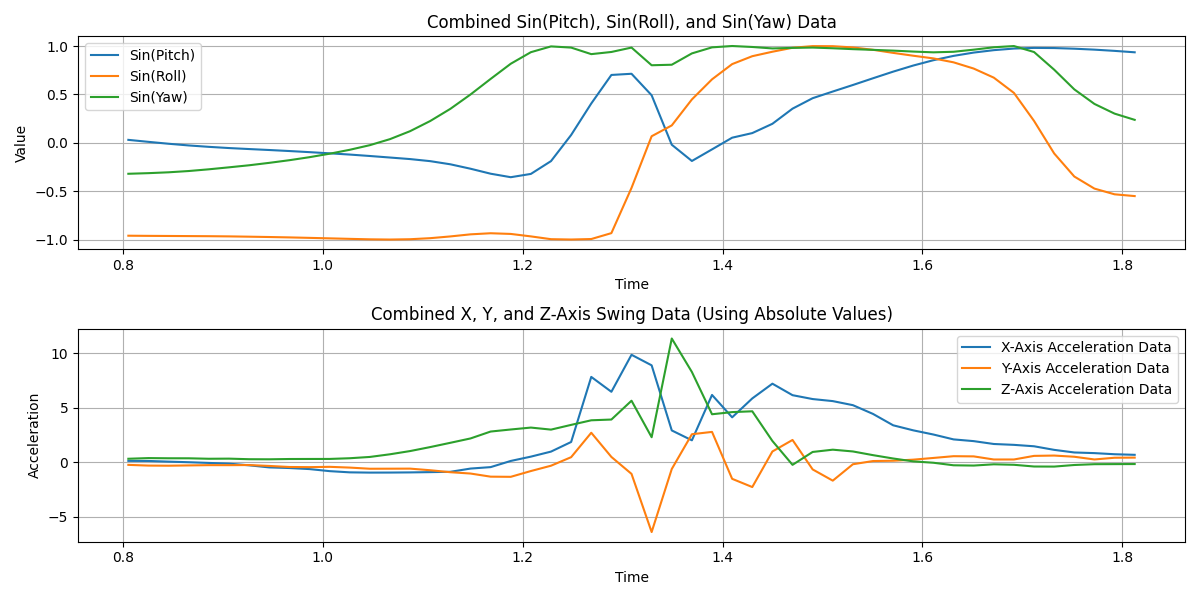 Combined Sin(Pitch), Sin(Roll), and Sin(Yaw) Data
Sin(Pitch)
Sin(Roll)
Sin(Yaw)
Value
1.0
0.5
0.0
−0.5
−1.0
0.8 1.0 1.2 1.4 1.6 1.8
Time
Combined X, Y, and Z-Axis Swing Data (Using Absolute Values)
X-Axis Acceleration Data
Y-Axis Acceleration Data
Z-Axis Acceleration Data
Acceleration
10
5
0
−5
0.8 1.0 1.2 1.4 1.6 1.8
Time